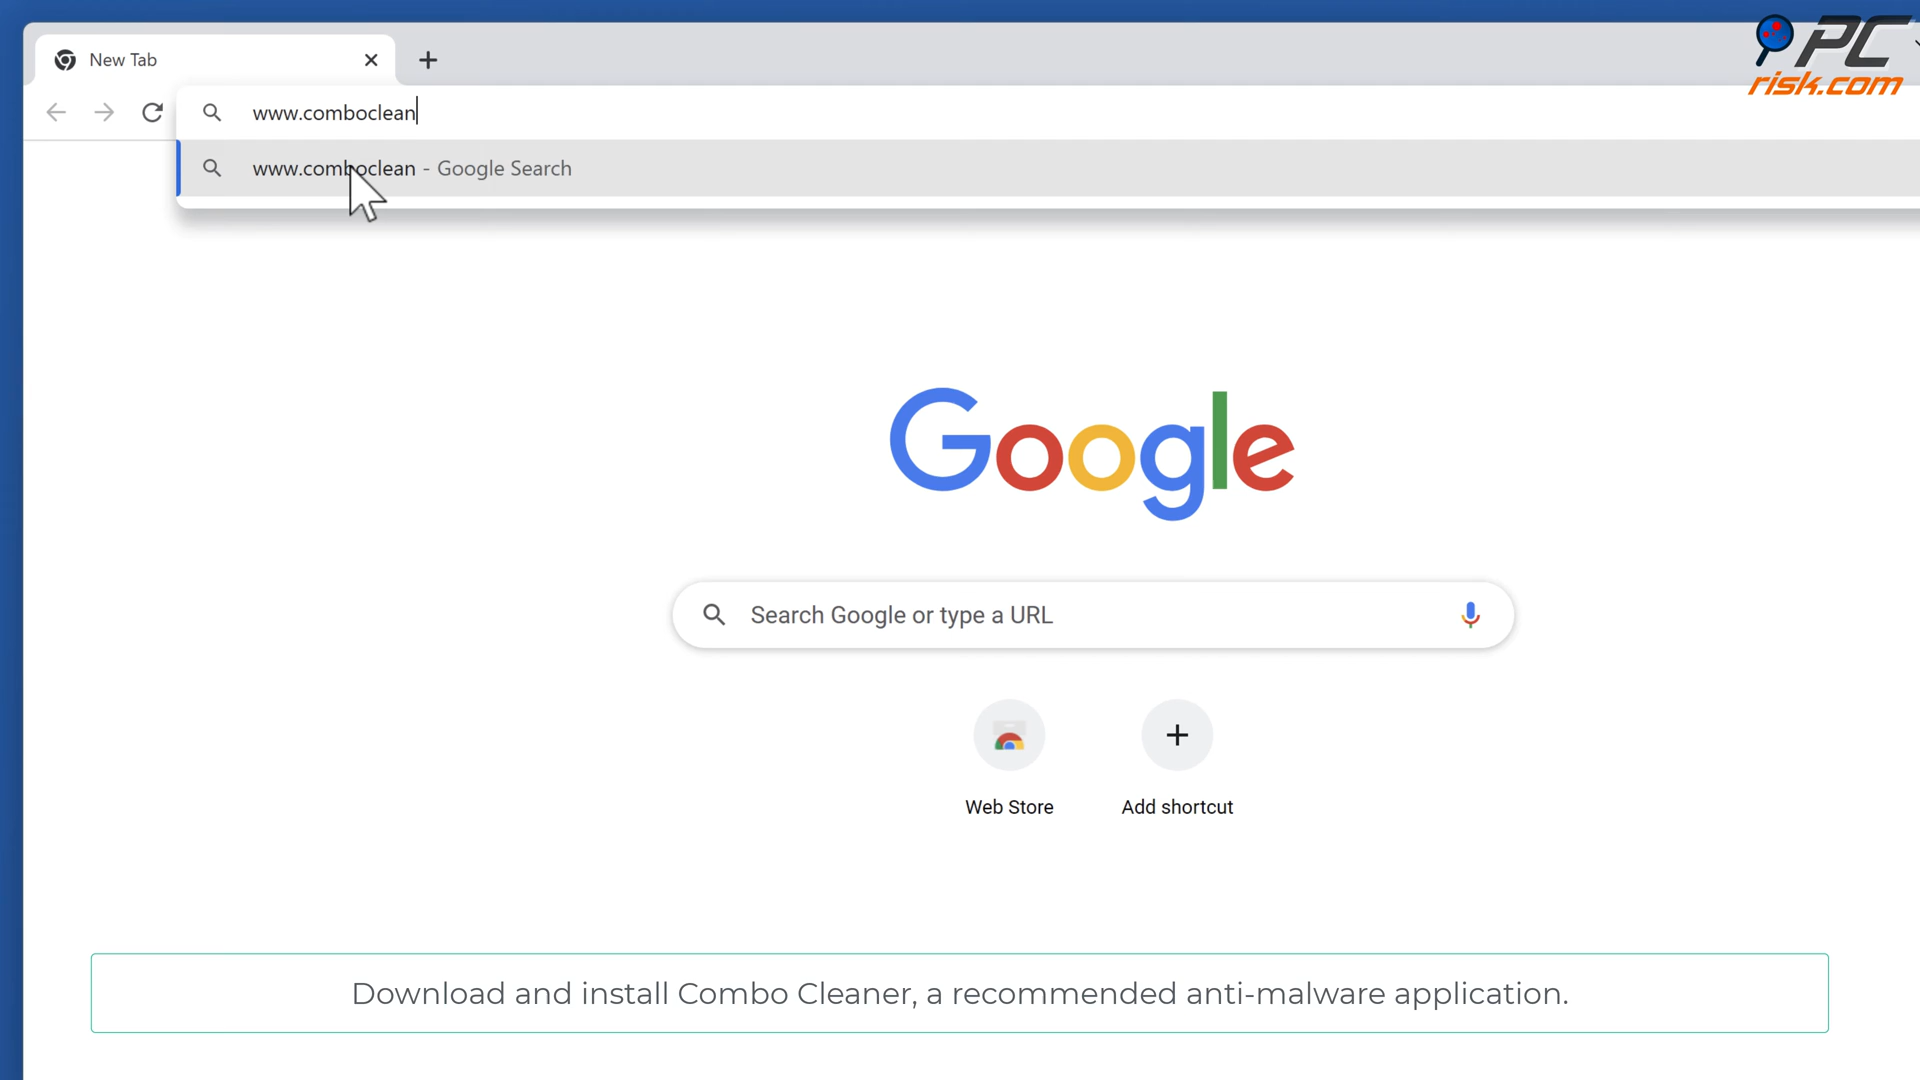 New Tab
PC
risk.com
www.comboclean
www.comboclean - Google Search
Google
Search Google or type a URL
Web Store
Add shortcut
Download and install Combo Cleaner, a recommended anti-malware application.